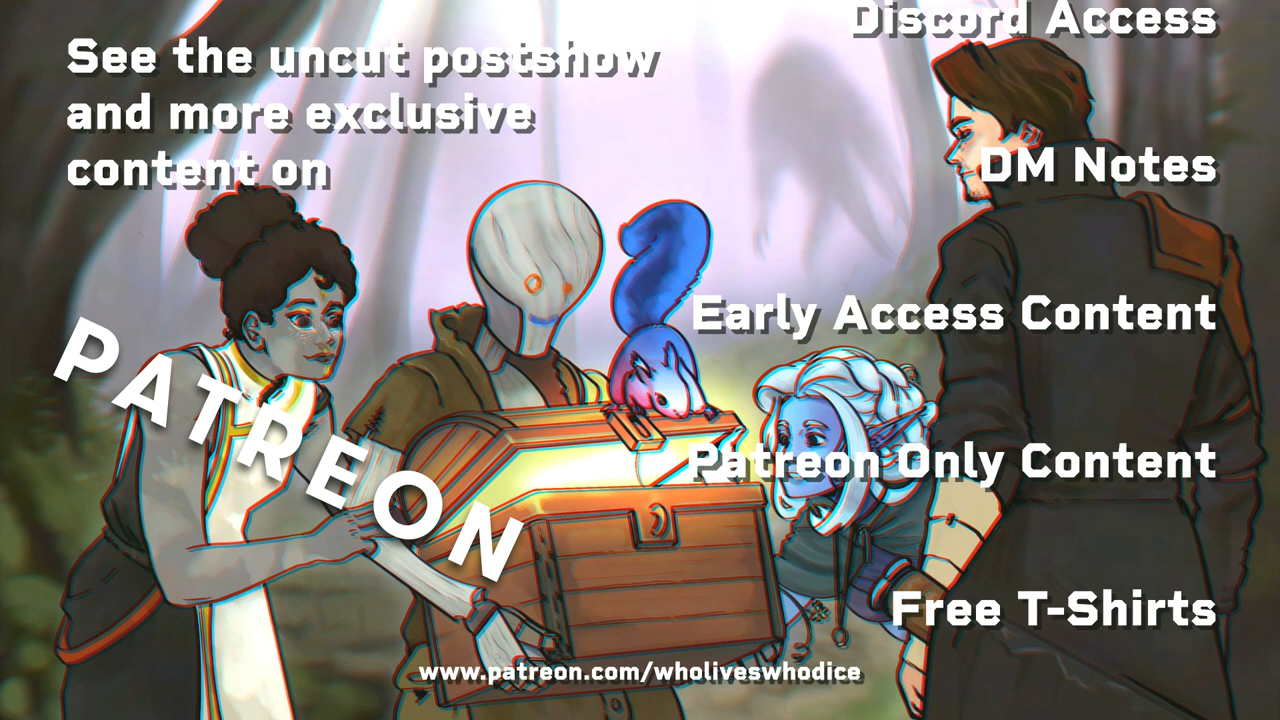 See the uncut postshow
and more exclusive
content on
PATREON
Discord Access
DM Notes
Early Access Content
Patreon Only Content
Free T-Shirts
www.patreon.com/wholiveswhodice